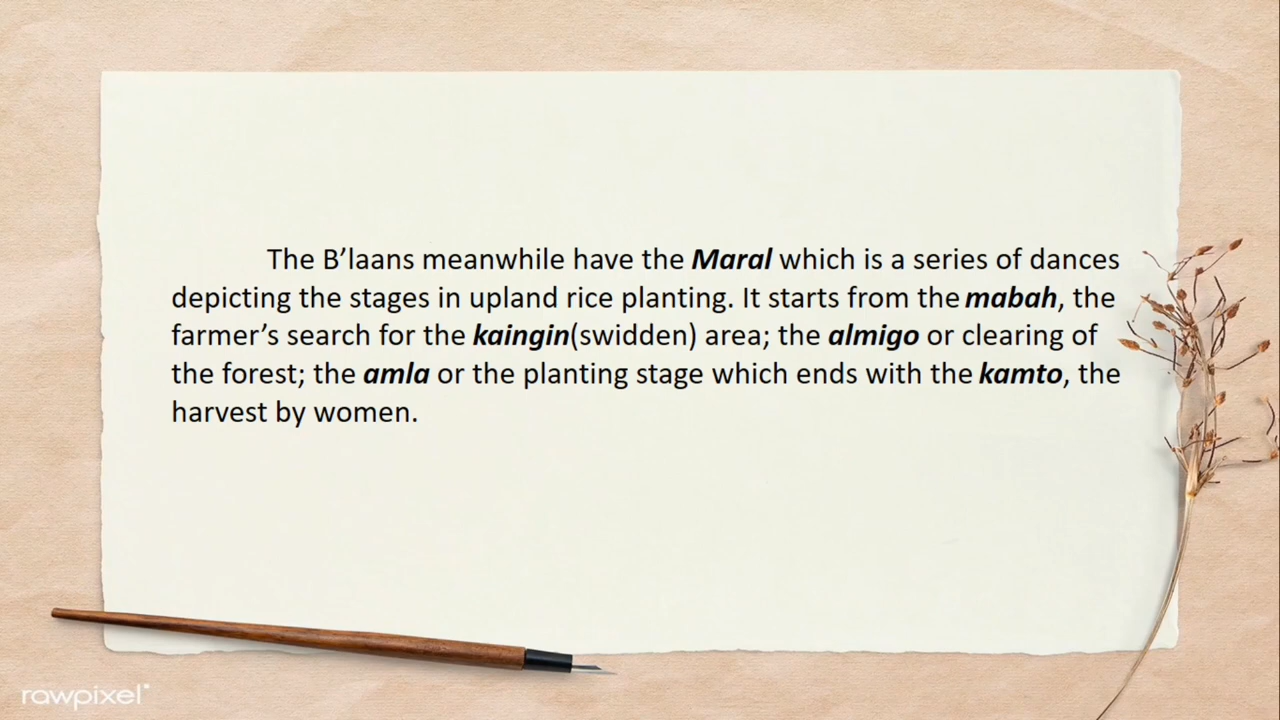 The B’laans meanwhile have the Maral which is a series of dances
depicting the stages in upland rice planting. It starts from the mabah, the
farmer’s search for the kaingin(swidden) area; the almigo or clearing of
the forest; the amla or the planting stage which ends with the kamto, the
harvest by women.
rawpixel